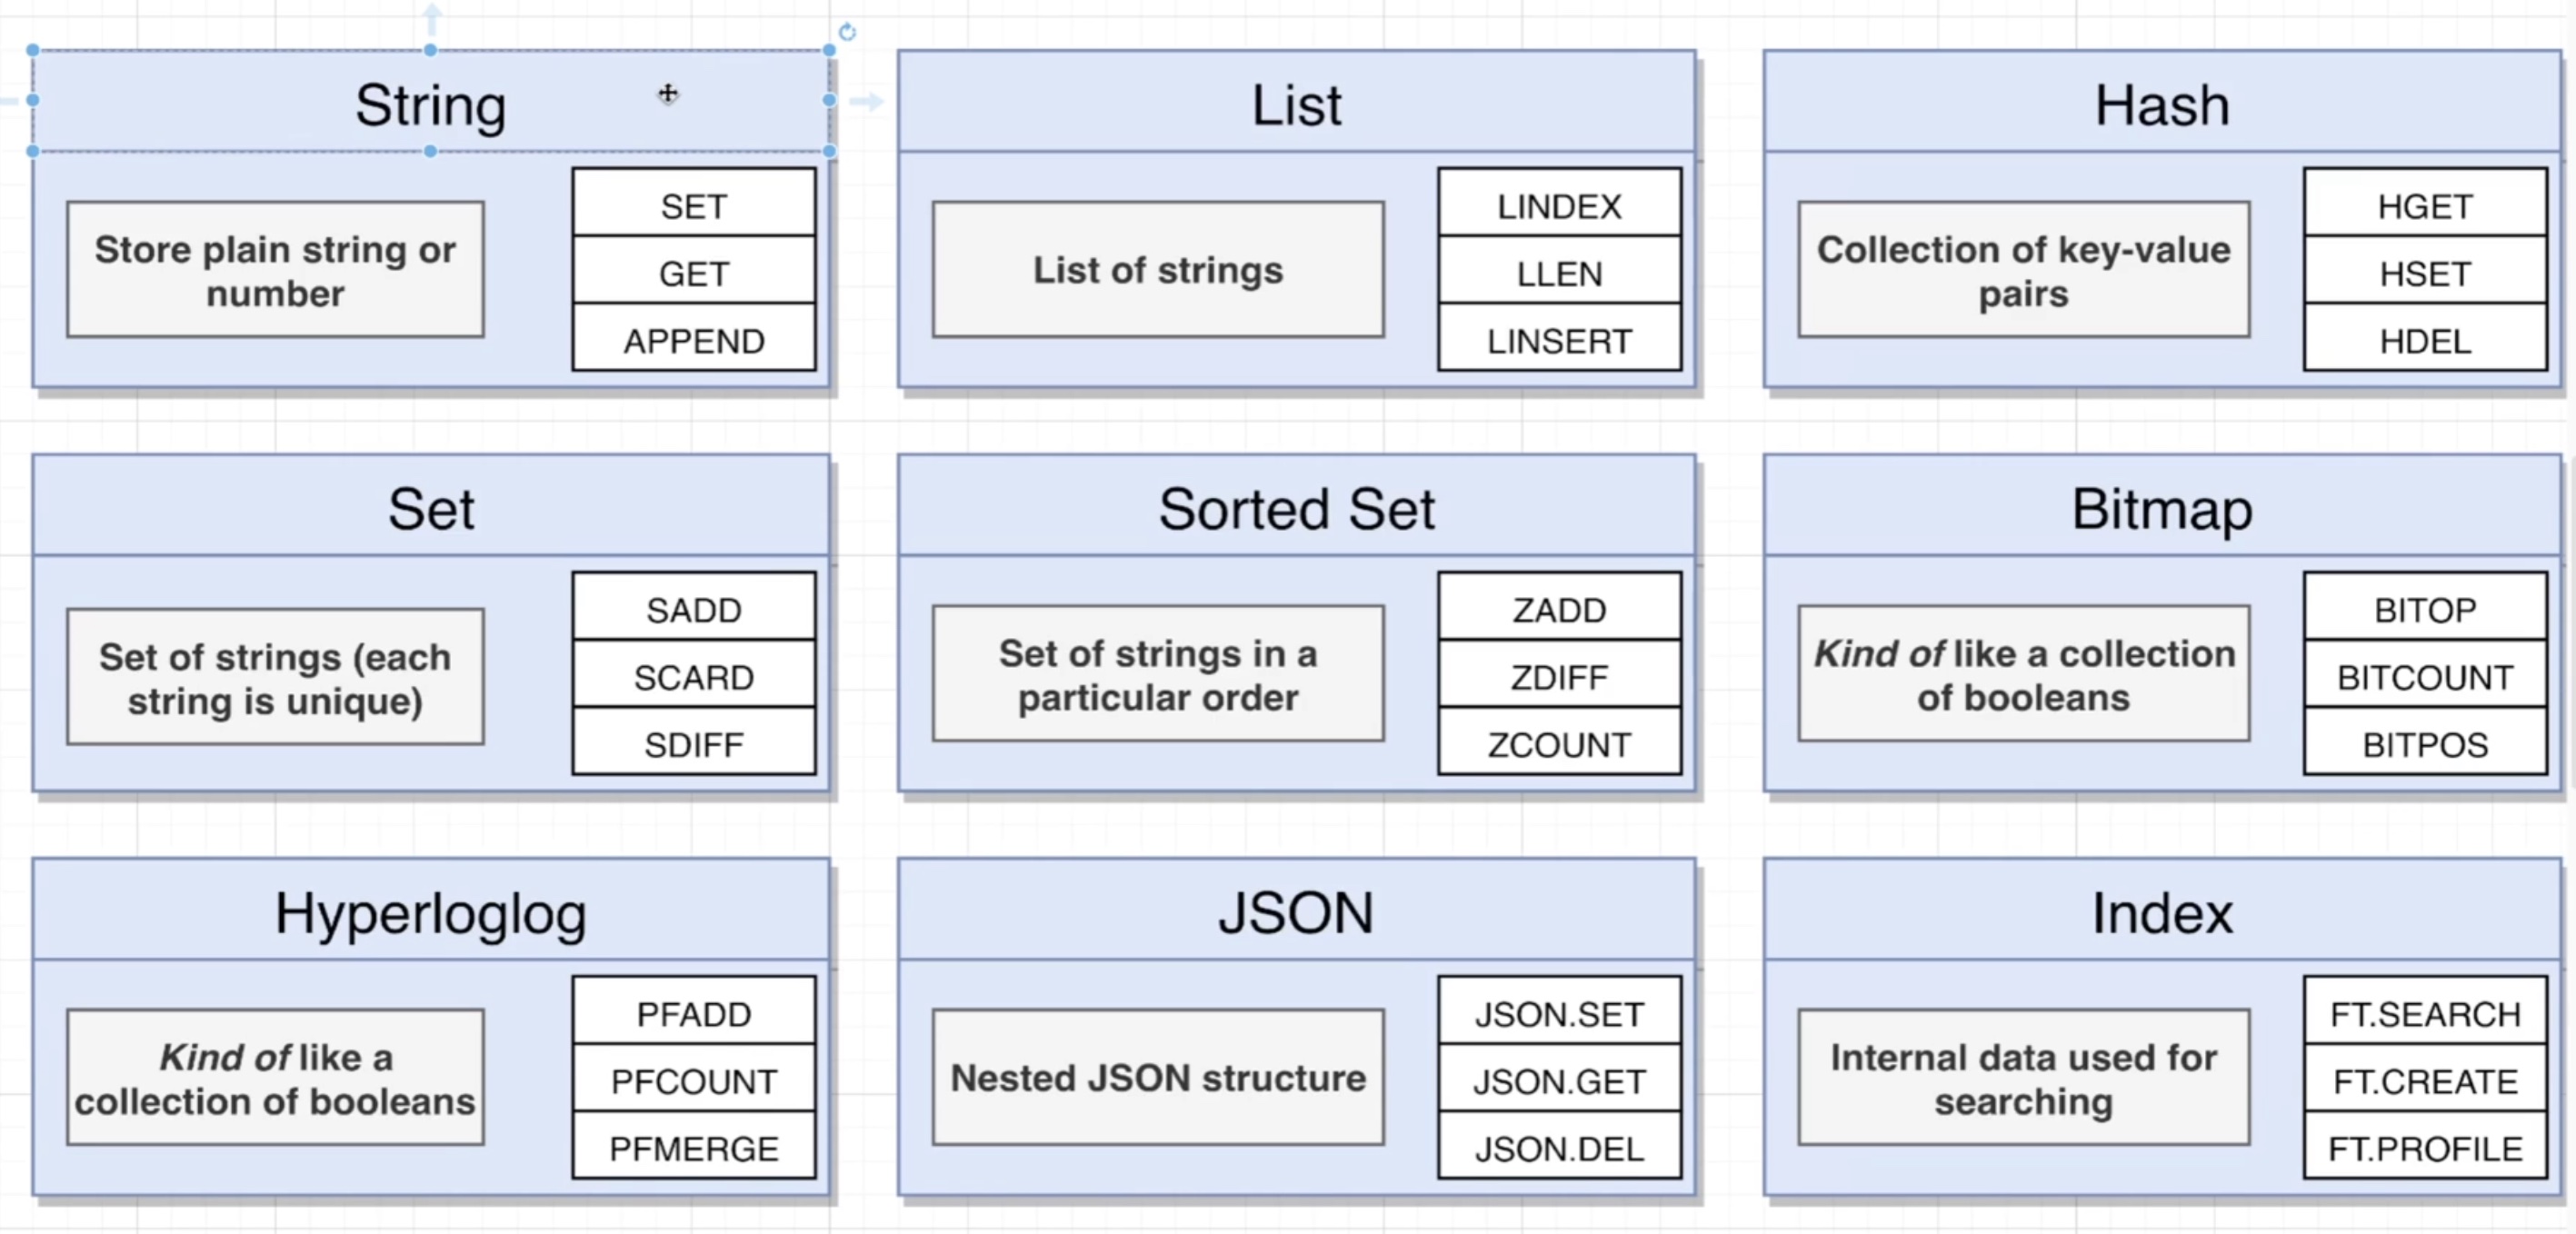 String
Store plain string or
number
SET
GET
APPEND
List
List of strings
LINDEX
LLEN
LINSERT
Hash
Collection of key-value
pairs
HGET
HSET
HDEL
Set
Set of strings (each
string is unique)
SADD
SCARD
SDIFF
Sorted Set
Set of strings in a
particular order
ZADD
ZDIFF
ZCOUNT
Bitmap
Kind of like a collection
of booleans
BITOP
BITCOUNT
BITPOS
Hyperloglog
Kind of like a
collection of booleans
PFADD
PFCOUNT
PFMERGE
JSON
Nested JSON structure
JSON.SET
JSON.GET
JSON.DEL
Index
Internal data used for
searching
FT.SEARCH
FT.CREATE
FT.PROFILE